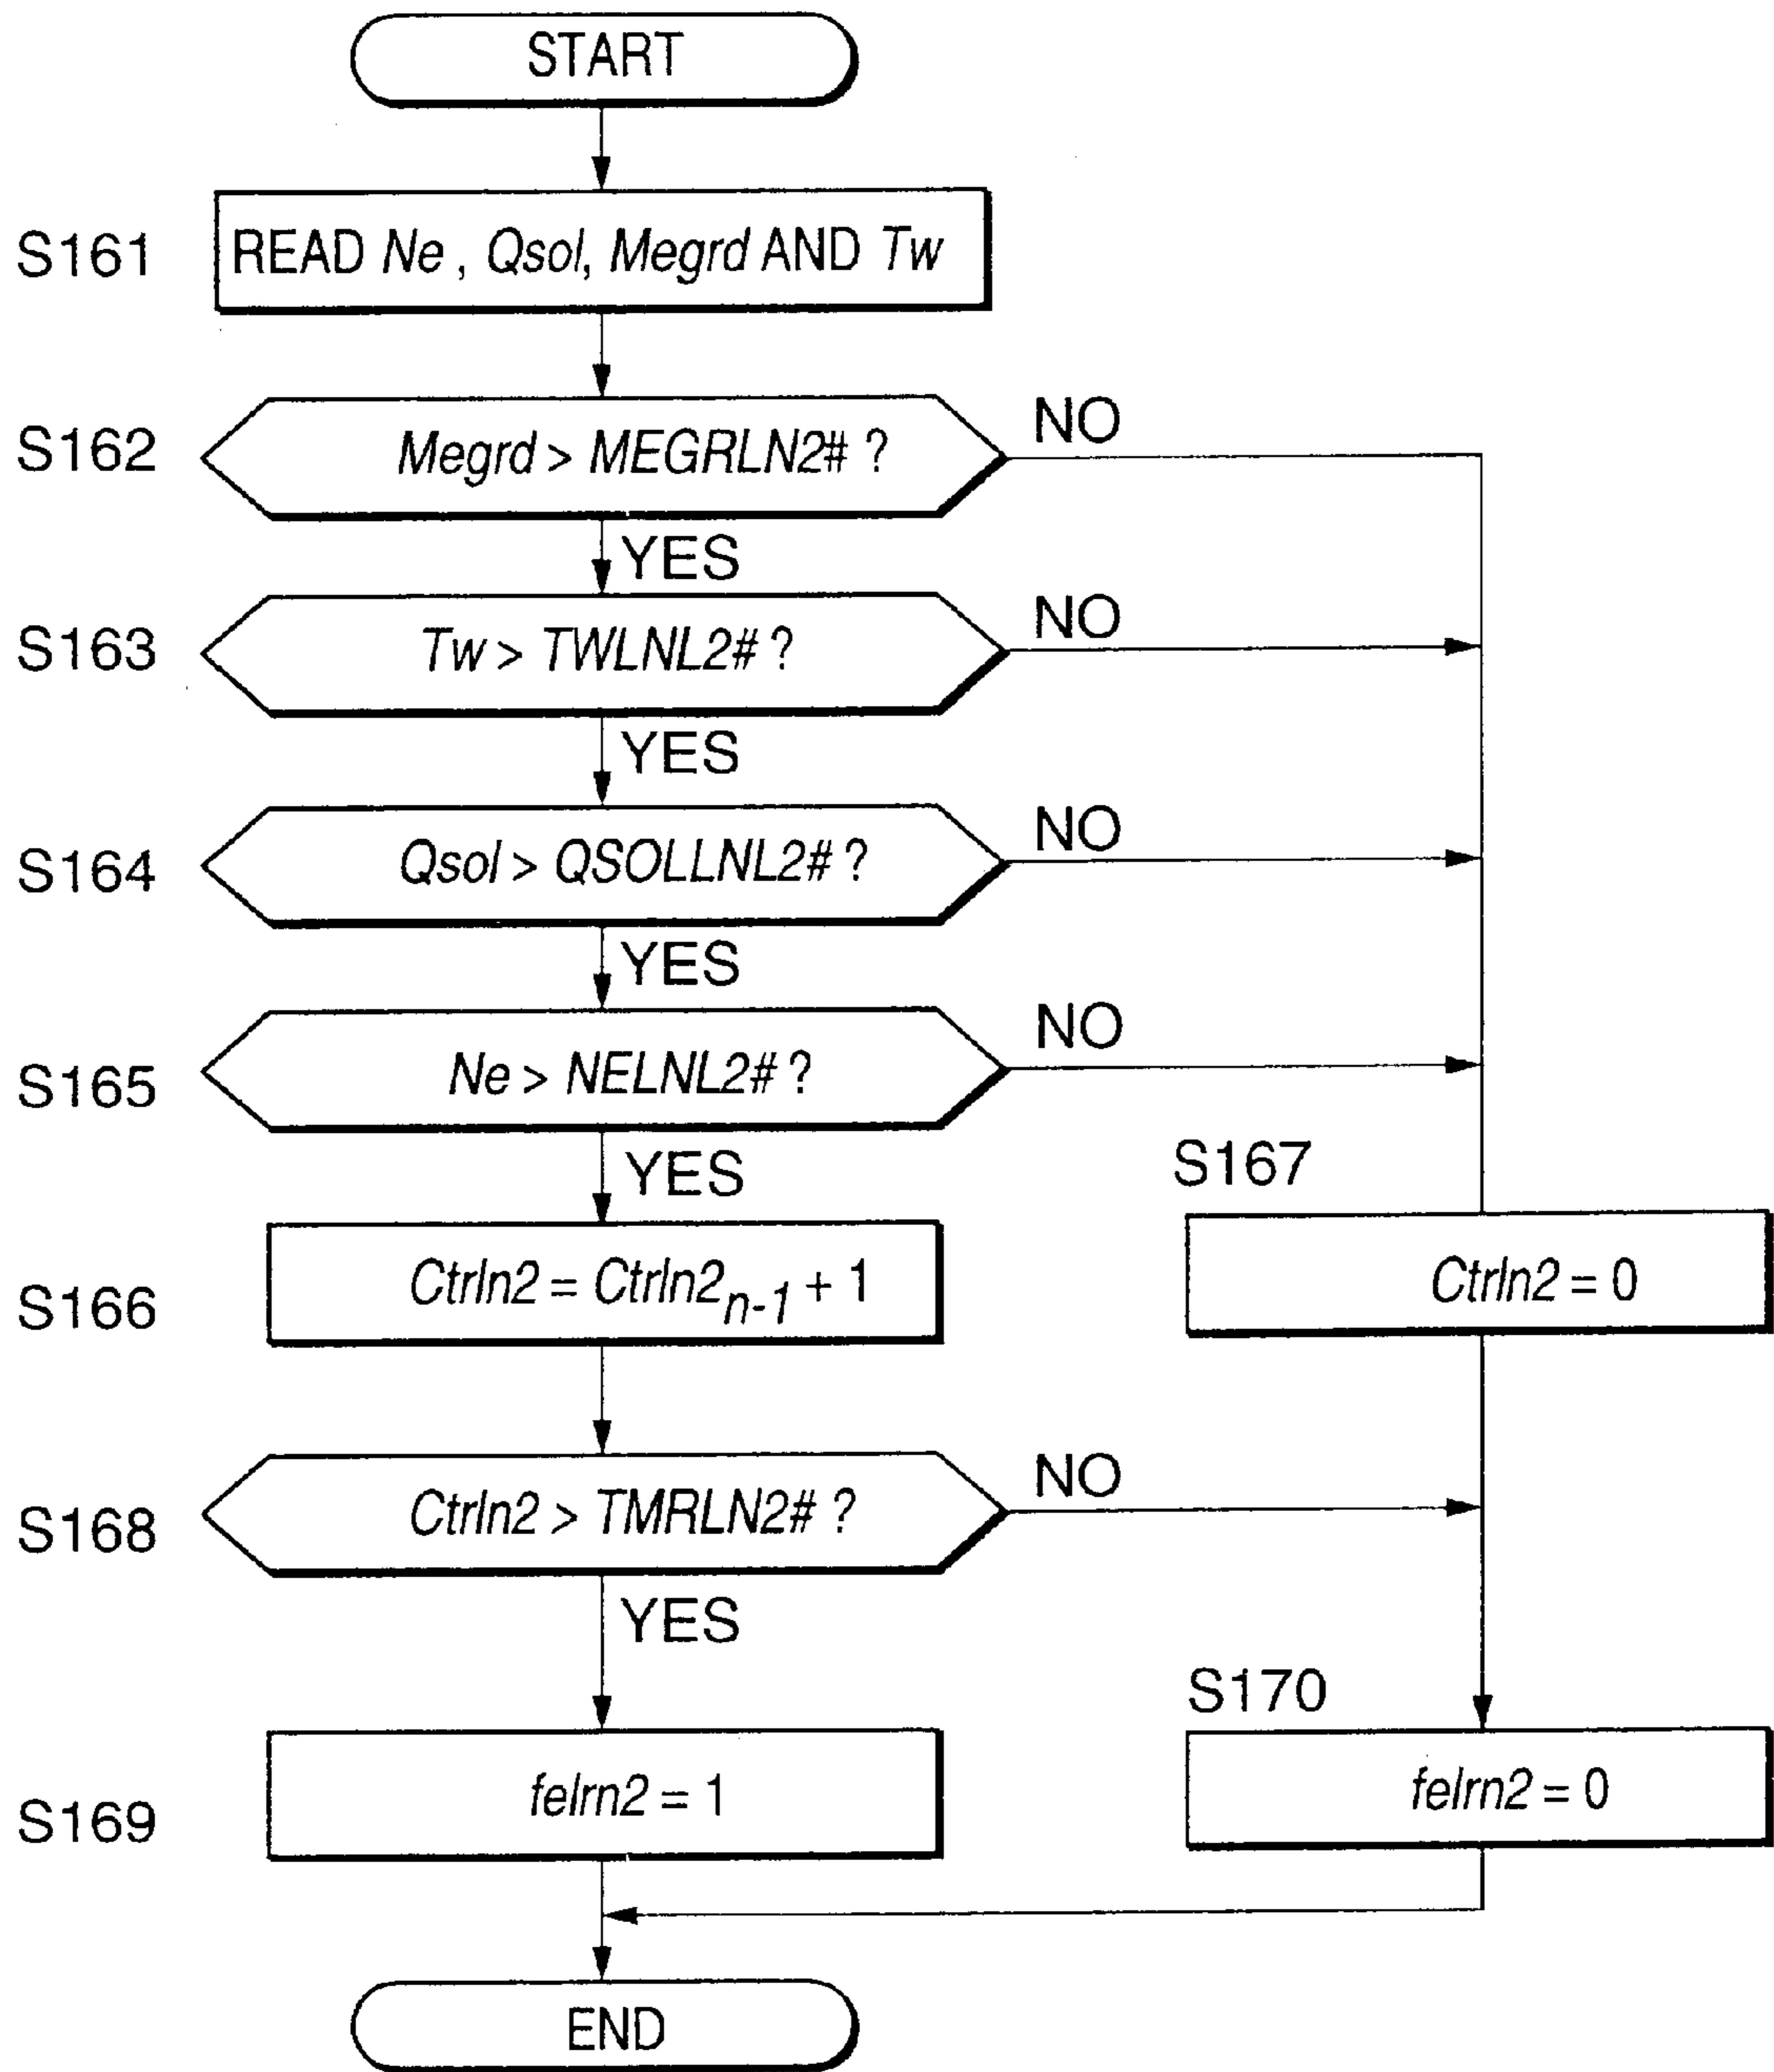 START
S161
READ Ne, Qsol, Megrd AND Tw
S162
Megrd > MEGRLN2# ?
NO
YES
S163
Tw > TWLNL2# ?
NO
YES
S164
Qsol > QSOLLNL2# ?
NO
YES
S165
Ne > NELNL2# ?
NO
YES
S166
Ctrln2 = Ctrln2n-1 + 1
S167
Ctrln2 = 0
S168
Ctrln2 > TMRLN2# ?
NO
YES
S169
felrn2 = 1
S170
felrn2 = 0
END